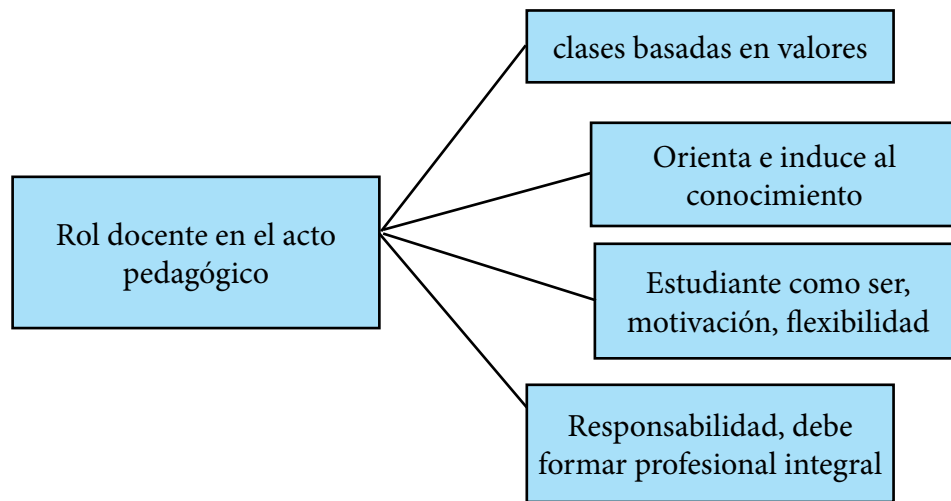 clases basadas en valores
Orienta e induce al
conocimiento
Rol docente en el acto
pedagógico
Estudiante como ser,
motivación, flexibilidad
Responsabilidad, debe
formar profesional integral